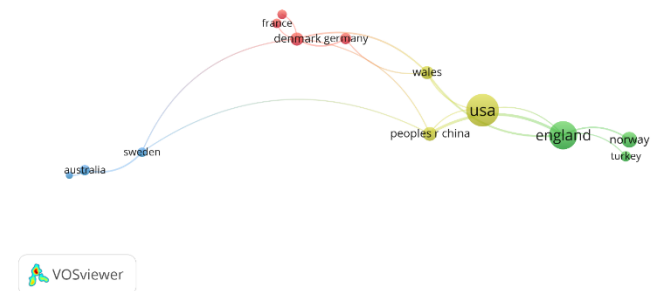 france
denmark germany
wales
usa
peoples r china
england
norway
sweden
turkey
australia
VOSviewer